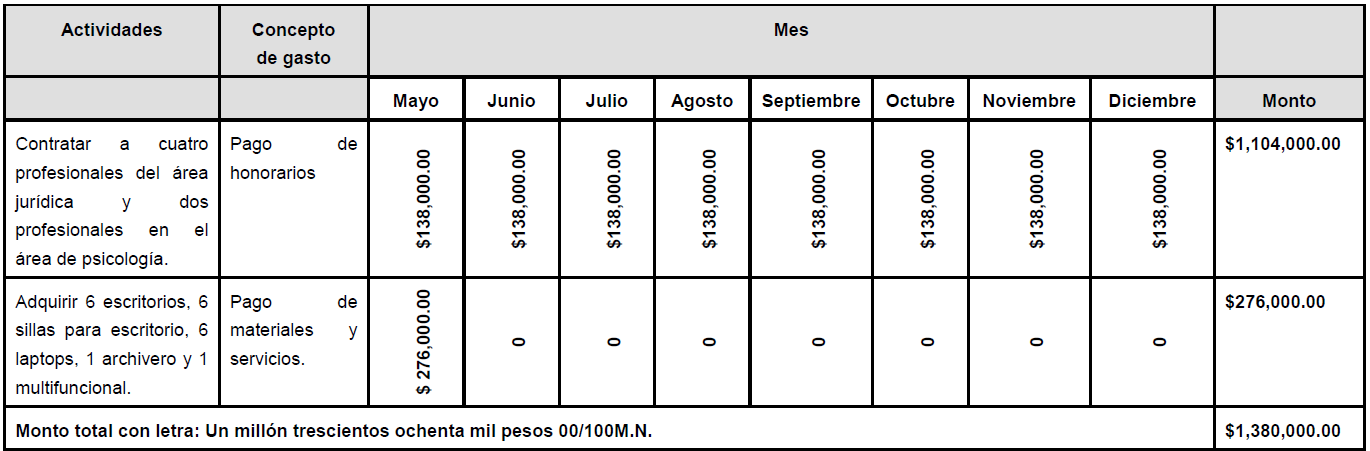 Actividades
Concepto
de gasto
Mes
Mayo
Junio
Julio
Agosto
Septiembre
Octubre
Noviembre
Diciembre
Monto
Contratar a cuatro
profesionales del área
jurídica y dos
profesionales en el
área de psicología.
Pago de
honorarios
$138,000.00
$138,000.00
$138,000.00
$138,000.00
$138,000.00
$138,000.00
$138,000.00
$138,000.00
$1,104,000.00
Adquirir 6 escritorios, 6
sillas para escritorio, 6
laptops, 1 archivero y 1
multifuncional.
Pago de
materiales y
servicios.
$ 276,000.00
0
0
0
0
0
0
0
$276,000.00
Monto total con letra: Un millón trescientos ochenta mil pesos 00/100M.N.
$1,380,000.00